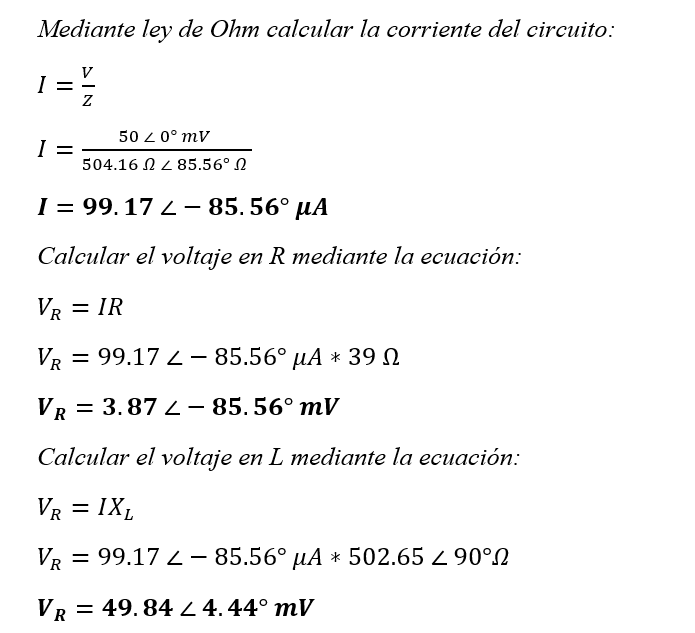 Mediante ley de Ohm calcular la corriente del circuito:
I = V/Z
I = 50 ∠ 0° mV / 504.16 Ω ∠ 85.56° Ω
I = 99.17 ∠ − 85.56° μA
Calcular el voltaje en R mediante la ecuación:
V_R = IR
V_R = 99.17 ∠ − 85.56° μA * 39 Ω
V_R = 3.87 ∠ − 85.56° mV
Calcular el voltaje en L mediante la ecuación:
V_R = IX_L
V_R = 99.17 ∠ − 85.56° μA * 502.65 ∠ 90°Ω
V_R = 49.84 ∠ 4.44° mV